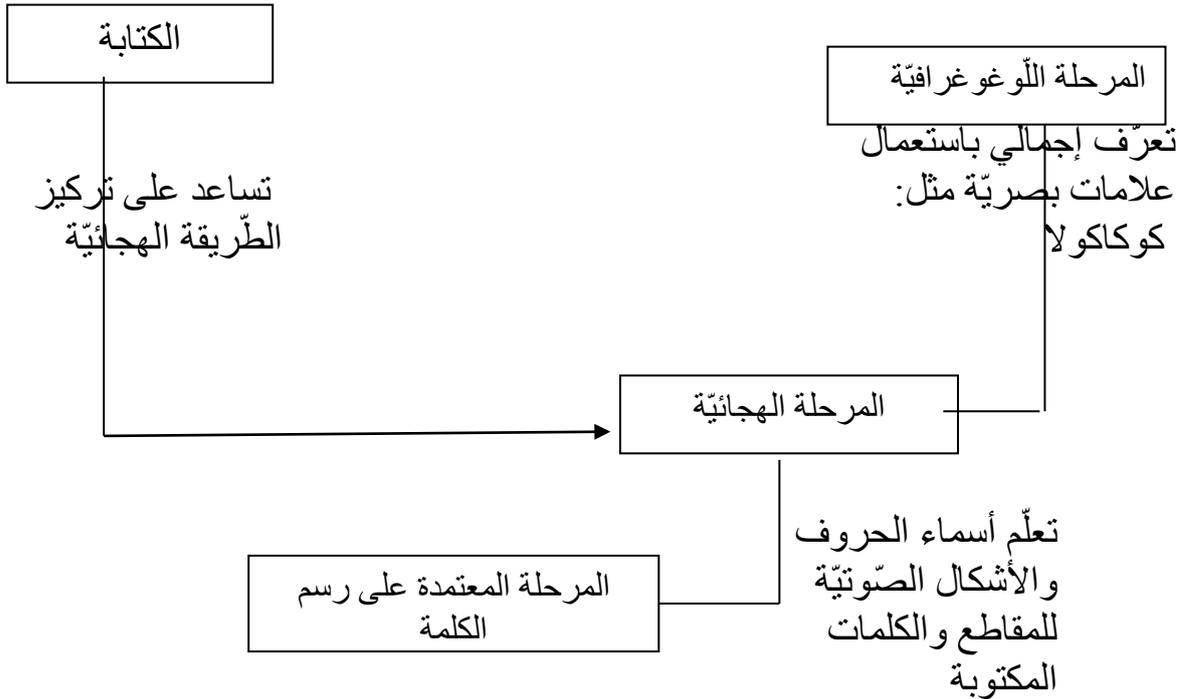 الكتابة
المرحلة اللّوغوغرافيّة
تعرّف إجمالي باستعمال
علامات بصريّة مثل:
كوكاكولا
تساعد على تركيز
الطّريقة الهجائيّة
المرحلة الهجائيّة
تعلّم أسماء الحروف
والأشكال الصّوتيّة
للمقاطع والكلمات
المكتوبة
المرحلة المعتمدة على رسم
الكلمة